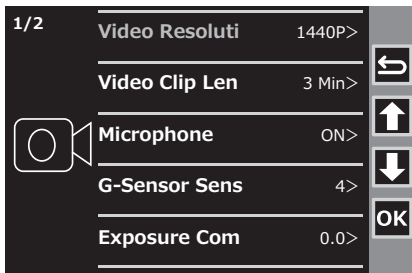 1/2
Video Resoluti 1440P>
Video Clip Len 3 Min>
Microphone ON>
G-Sensor Sens 4>
Exposure Com 0.0>
OK